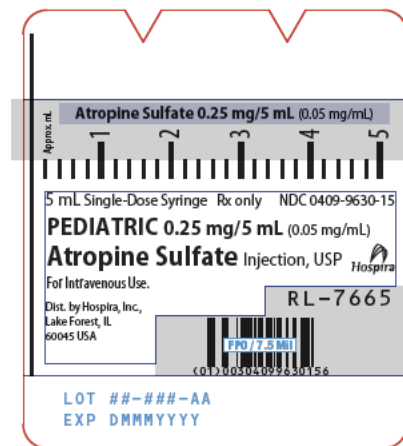 Approx. mL
Atropine Sulfate 0.25 mg/5 mL (0.05 mg/mL)
1 2 3 4 5
5 mL Single-Dose Syringe Rx only NDC 0409-9630-15
PEDIATRIC 0.25 mg/5 mL (0.05 mg/mL)
Atropine Sulfate Injection, USP
Hospira
For Intravenous Use.
Dist. by Hospira, Inc.,
Lake Forest, IL
60045 USA
RL-7665
FPO / 7.5 Mil
(01)00304099630156
LOT ##-###-AA
EXP DMMMYYYY